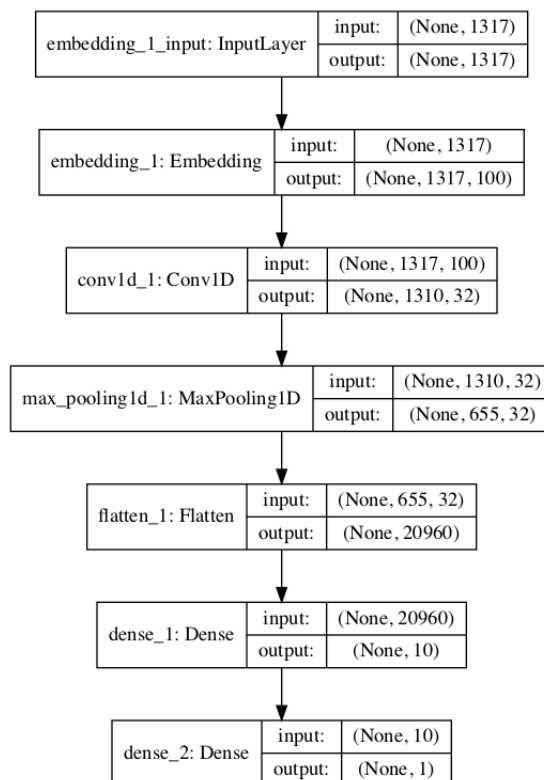 embedding_1_input: InputLayer
input: (None, 1317)
output: (None, 1317)
embedding_1: Embedding
input: (None, 1317)
output: (None, 1317, 100)
conv1d_1: Conv1D
input: (None, 1317, 100)
output: (None, 1310, 32)
max_pooling1d_1: MaxPooling1D
input: (None, 1310, 32)
output: (None, 655, 32)
flatten_1: Flatten
input: (None, 655, 32)
output: (None, 20960)
dense_1: Dense
input: (None, 20960)
output: (None, 10)
dense_2: Dense
input: (None, 10)
output: (None, 1)